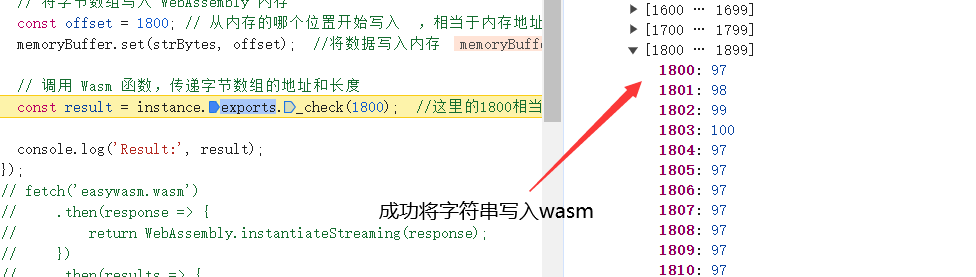 // 将字节数组写入 WebAssembly 内存
const offset = 1800; // 从内存的哪个位置开始写入 ，相当于内存地址
memoryBuffer.set(strBytes, offset); //将数据写入内存 memoryBuffe
// 调用 Wasm 函数，传递字节数组的地址和长度
const result = instance.exports._check(1800); //这里的1800相当
console.log('Result:', result);
});
// fetch('easywasm.wasm')
// .then(response => {
// return WebAssembly.instantiateStreaming(response);
// })
// .then(results => {
成功将字符串写入wasm
[1600 … 1699]
[1700 … 1799]
[1800 … 1899]
1800: 97
1801: 98
1802: 99
1803: 100
1804: 97
1805: 97
1806: 97
1807: 97
1808: 97
1809: 97
1810: 97